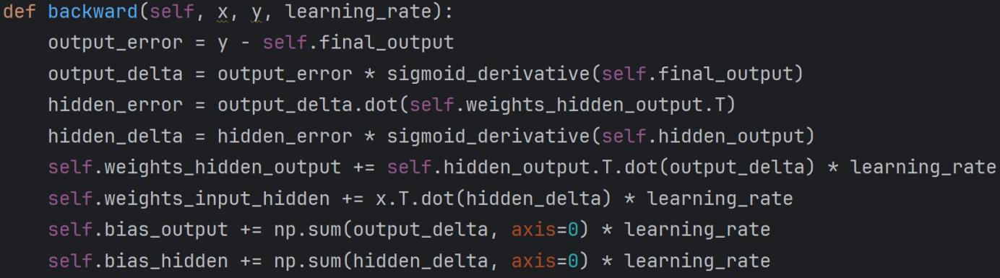 def backward(self, x, y, learning_rate):
    output_error = y - self.final_output
    output_delta = output_error * sigmoid_derivative(self.final_output)
    hidden_error = output_delta.dot(self.weights_hidden_output.T)
    hidden_delta = hidden_error * sigmoid_derivative(self.hidden_output)
    self.weights_hidden_output += self.hidden_output.T.dot(output_delta) * learning_rate
    self.weights_input_hidden += x.T.dot(hidden_delta) * learning_rate
    self.bias_output += np.sum(output_delta, axis=0) * learning_rate
    self.bias_hidden += np.sum(hidden_delta, axis=0) * learning_rate